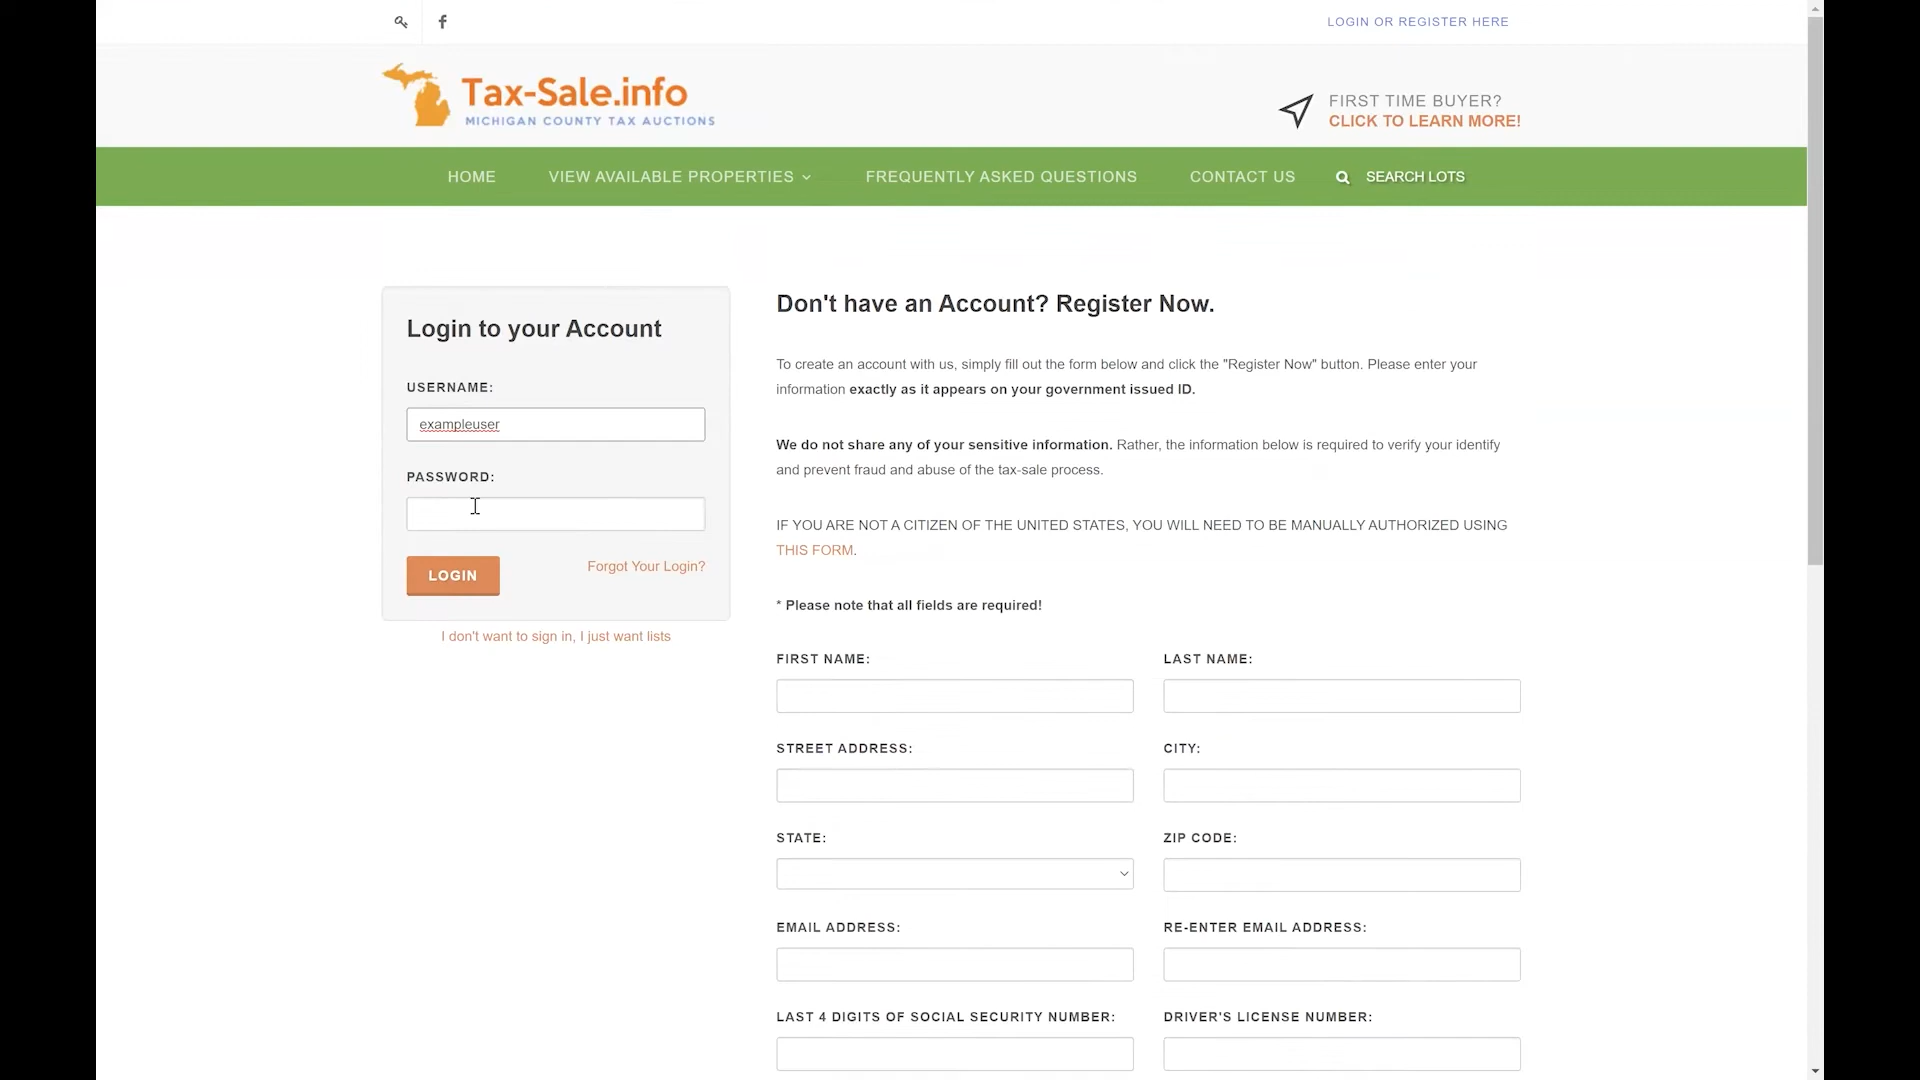 LOGIN OR REGISTER HERE
Tax-Sale.info
MICHIGAN COUNTY TAX AUCTIONS
FIRST TIME BUYER?
CLICK TO LEARN MORE!
HOME VIEW AVAILABLE PROPERTIES FREQUENTLY ASKED QUESTIONS CONTACT US SEARCH LOTS
Login to your Account
USERNAME:
exampleuser
PASSWORD:
LOGIN
Forgot Your Login?
I don't want to sign in, I just want lists
Don't have an Account? Register Now.
To create an account with us, simply fill out the form below and click the "Register Now" button. Please enter your
information exactly as it appears on your government issued ID.
We do not share any of your sensitive information. Rather, the information below is required to verify your identify
and prevent fraud and abuse of the tax-sale process.
IF YOU ARE NOT A CITIZEN OF THE UNITED STATES, YOU WILL NEED TO BE MANUALLY AUTHORIZED USING
THIS FORM.
* Please note that all fields are required!
FIRST NAME: LAST NAME:
STREET ADDRESS: CITY:
STATE: ZIP CODE:
EMAIL ADDRESS: RE-ENTER EMAIL ADDRESS:
LAST 4 DIGITS OF SOCIAL SECURITY NUMBER: DRIVER'S LICENSE NUMBER: